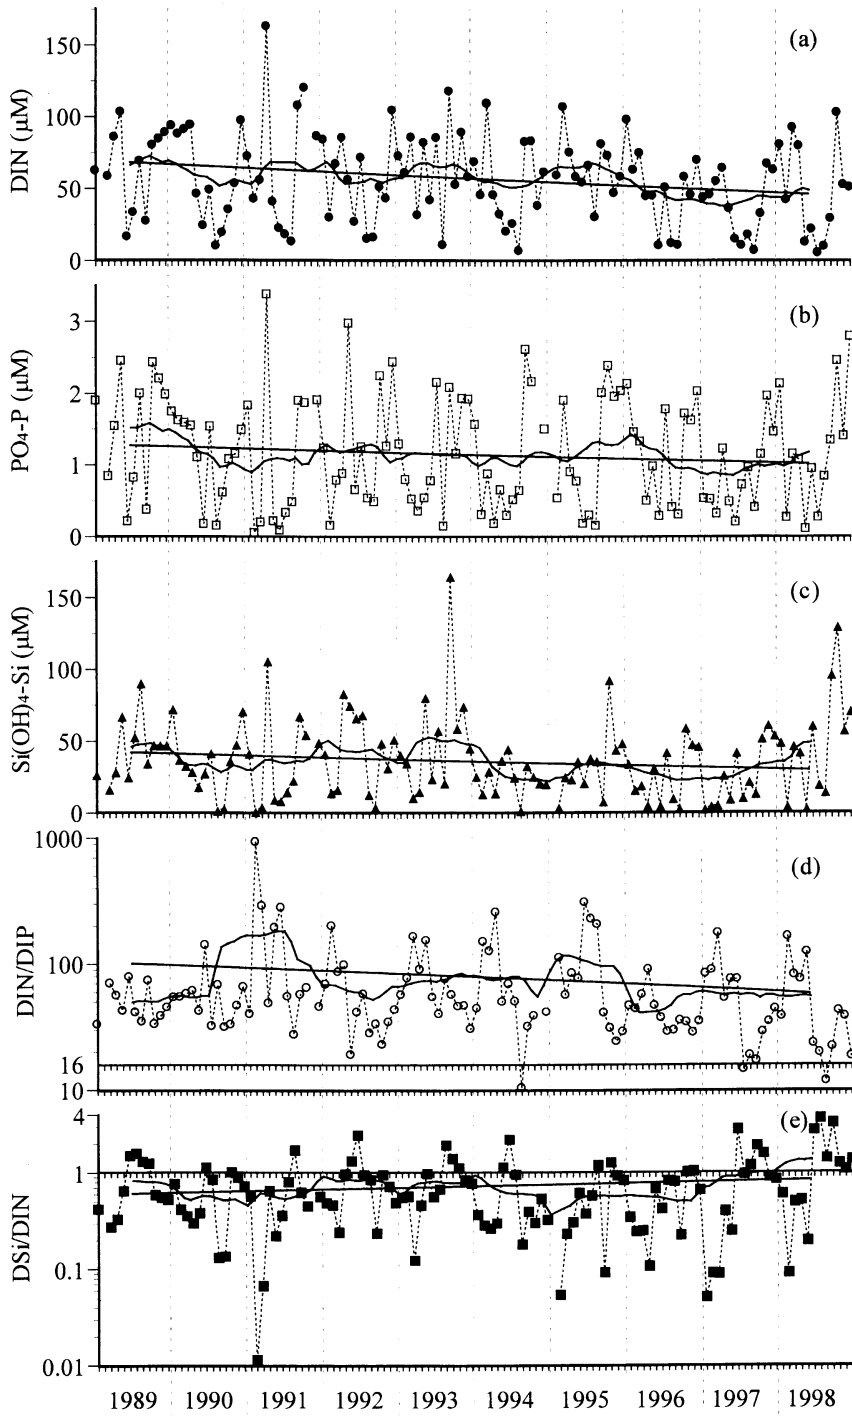 (a)
DIN (μM)
150
100
50
0
(b)
PO₄-P (μM)
3
2
1
0
(c)
Si(OH)₄-Si (μM)
150
100
50
0
(d)
DIN/DIP
1000
100
16
10
(e)
DSi/DIN
4
1
0.1
0.01
1989 1990 1991 1992 1993 1994 1995 1996 1997 1998